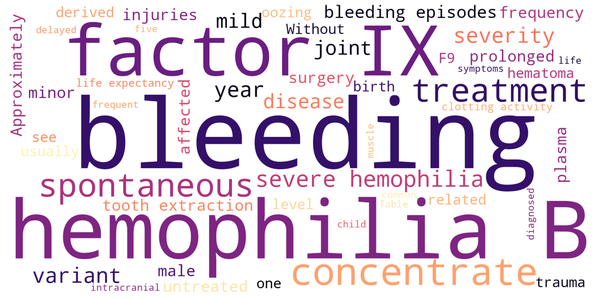 derived injuries mild oozing bleeding episodes frequency
Approximately delayed factor IX five Without joint severity
F9 prolonged
life expectancy year surgery birth symptoms life hematoma
minor affected disease treatment
frequent clotting activity
see bleeding muscle plasma
usually
spontaneous severe hemophilia
tooth extraction level common Table related
hemophilia B child diagnosed
variant male one concentrate trauma
intracranial untreated